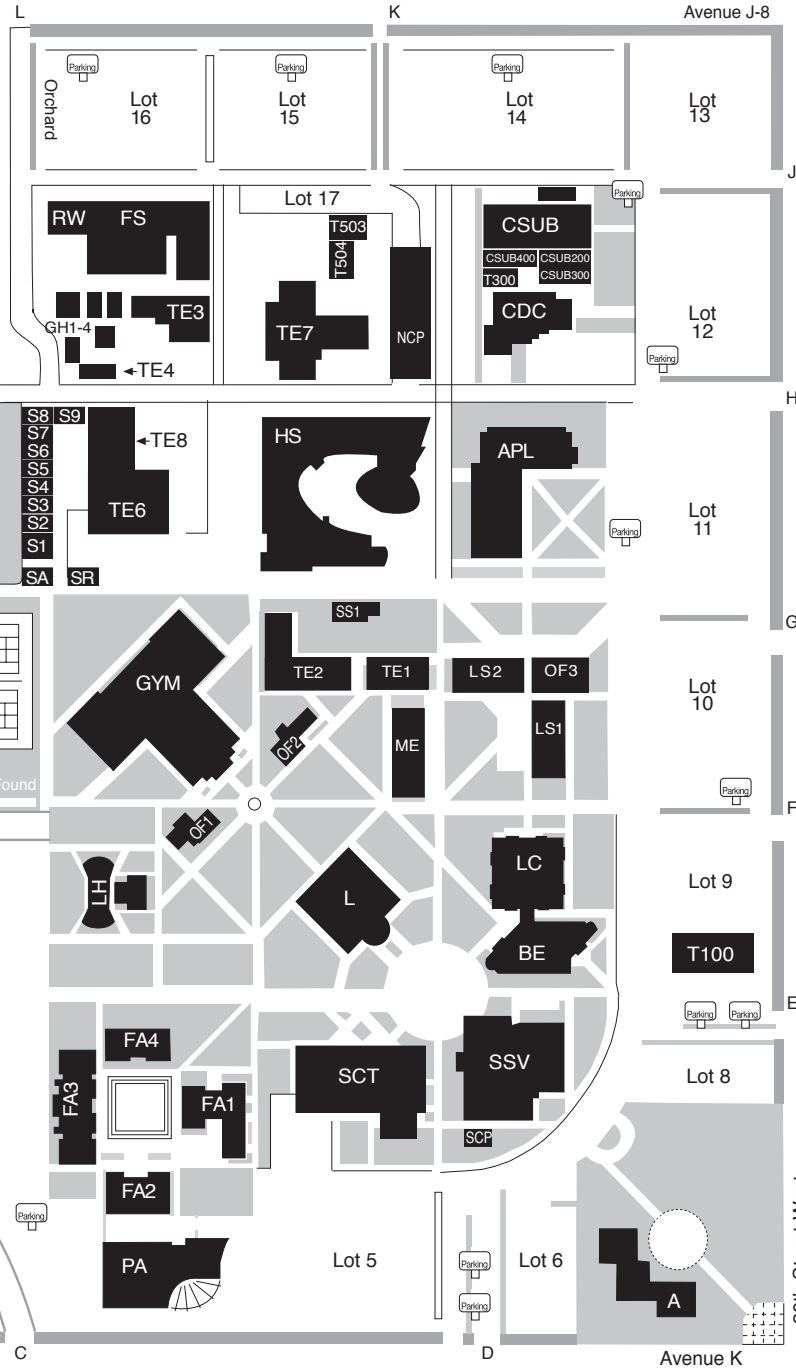 L
K
Avenue J-8
Parking
Parking
Parking
Orchard
Lot
16
Lot
15
Lot
14
Lot
13
J
Parking
Lot 17
RW
FS
T503
T504
CSUB
CSUB400
CSUB200
T300
CSUB300
CDC
TE3
GH1-4
TE7
NCP
Lot
12
Parking
TE4
H
S8
S9
S7
S6
S5
S4
S3
S2
S1
SA
SR
TE8
TE6
HS
APL
Lot
11
Parking
G
SS1
GYM
TE2
TE1
LS2
OF3
Lot
10
OF2
ME
LS1
Found
Parking
F
OF1
LH
L
LC
Lot 9
BE
T100
E
Parking
Parking
FA4
SCT
SSV
Lot 8
FA3
FA1
SCP
FA2
Parking
PA
Lot 5
Parking
Lot 6
Parking
A
C
D
Avenue K